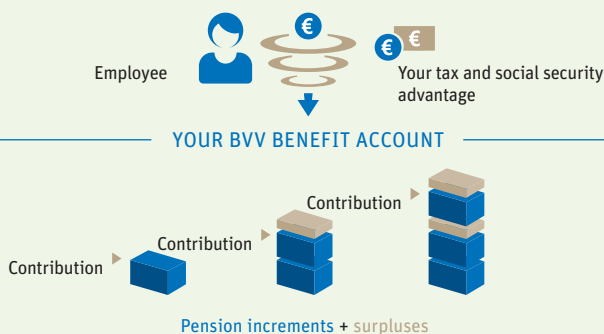 €
€ €
Employee
Your tax and social security
advantage
YOUR BVV BENEFIT ACCOUNT
Contribution
Contribution
Contribution
Pension increments + surpluses